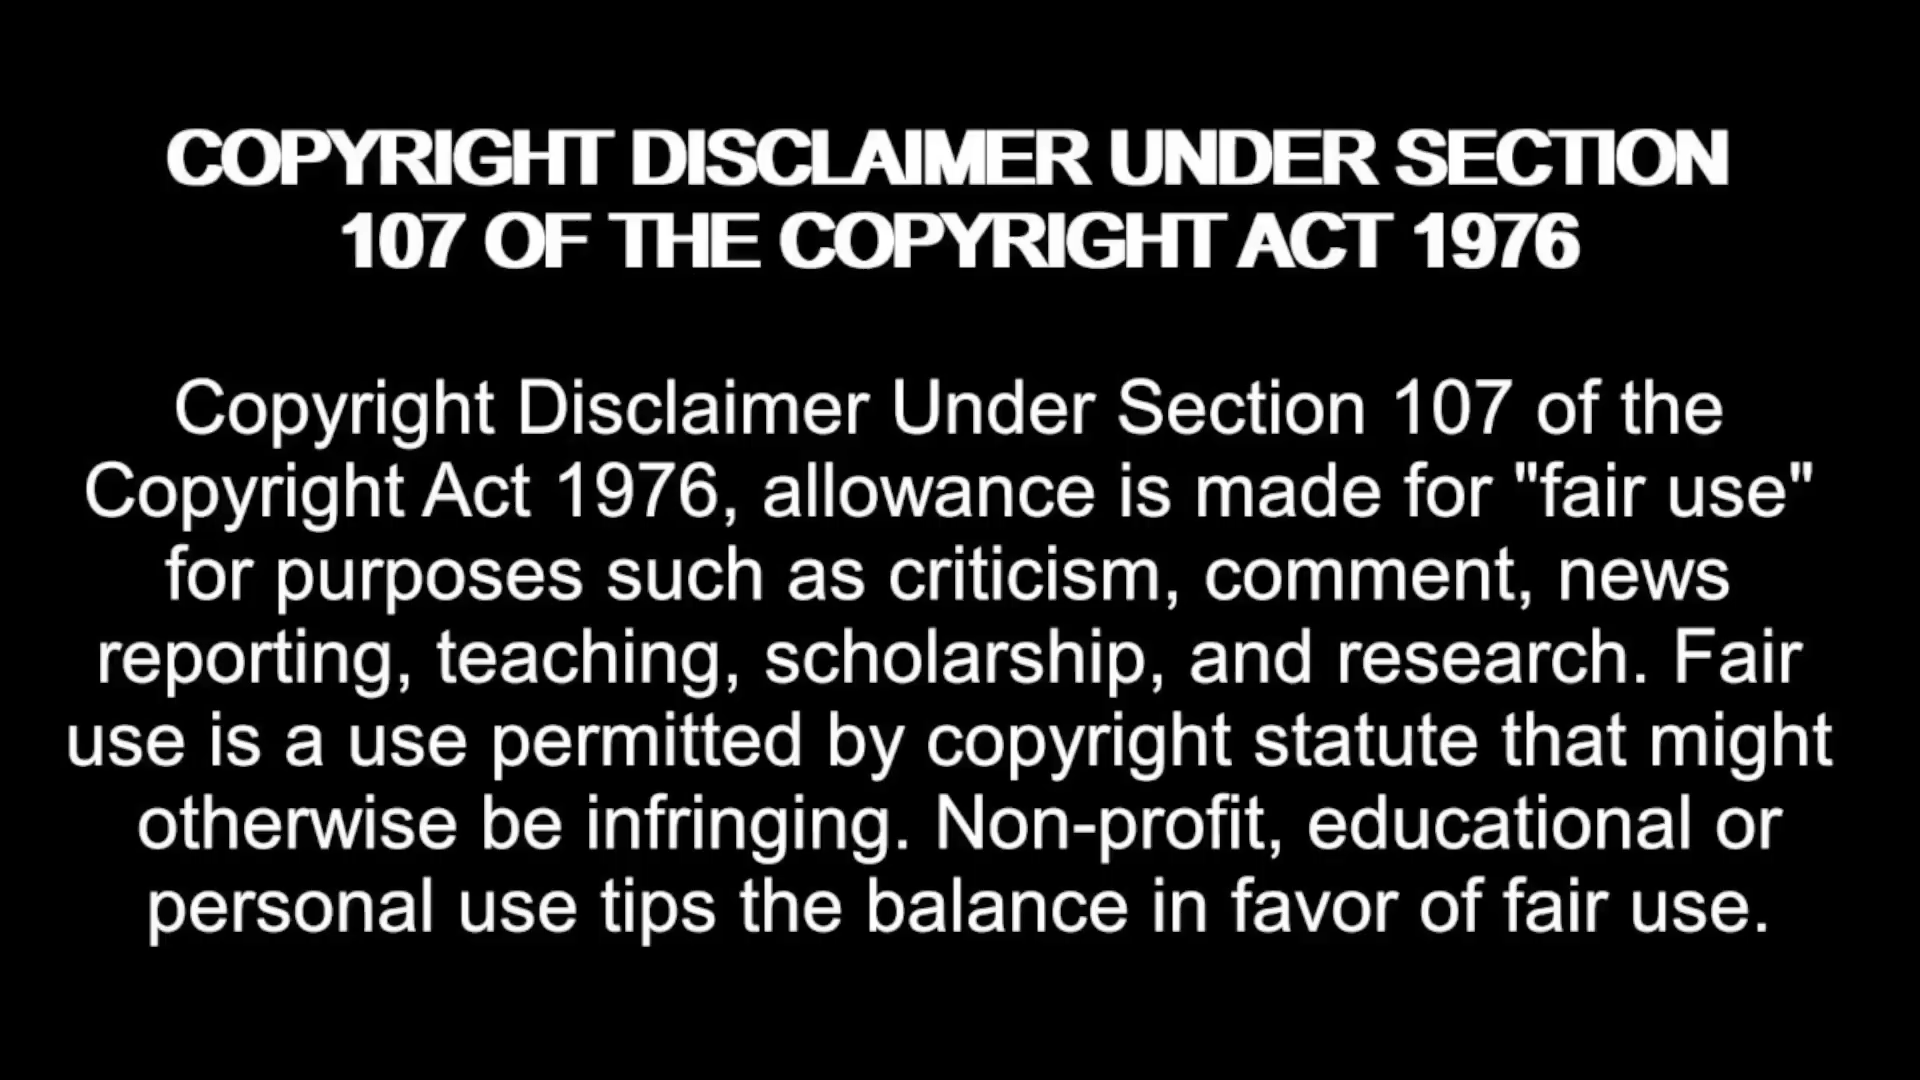 COPYRIGHT DISCLAIMER UNDER SECTION
107 OF THE COPYRIGHT ACT 1976
Copyright Disclaimer Under Section 107 of the
Copyright Act 1976, allowance is made for "fair use"
for purposes such as criticism, comment, news
reporting, teaching, scholarship, and research. Fair
use is a use permitted by copyright statute that might
otherwise be infringing. Non-profit, educational or
personal use tips the balance in favor of fair use.